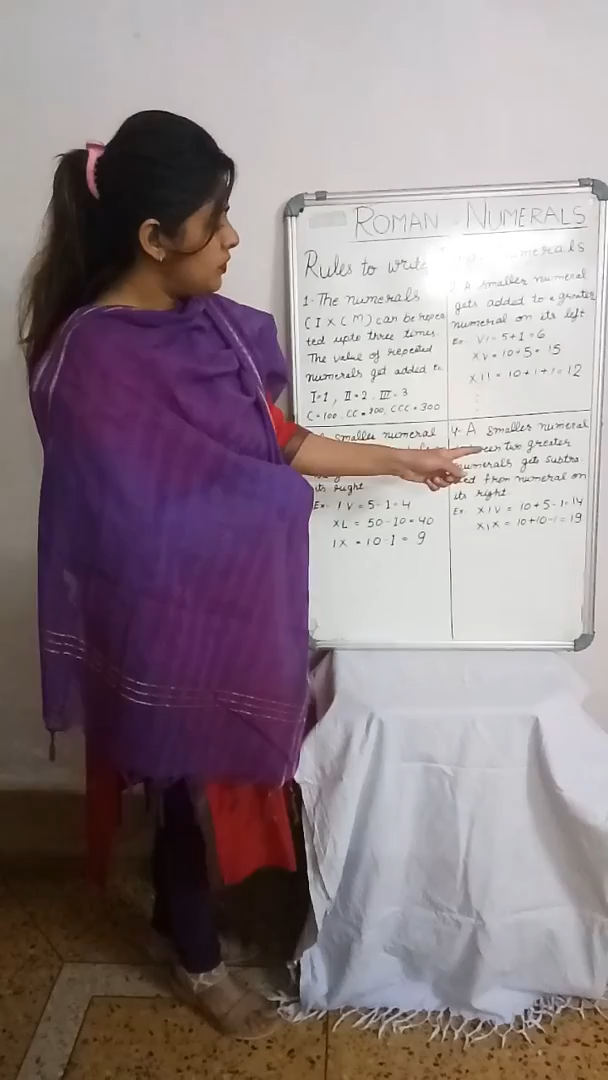 ROMAN NUMERALS
Rules to write numerals
1- The numerals
(I X C M) can be repea
ted upto three times.
The value of repeated
numerals get added to
I=1, II=2, III=3
C=100, CC=200, CCC=300
A smaller numeral
gets added to a greater
numeral on its left
Ex- VI = 5+1=6
XV = 10+5=15
XII = 10+1+1=12
smaller numeral
its right
Ex- IV = 5-1=4
XL = 50-10=40
IX = 10-1=9
4- A smaller numeral
two greater
numerals gets subtra
ted from numeral on
its right.
Ex- XIV = 10+5-1=14
XIX = 10+10-1=19